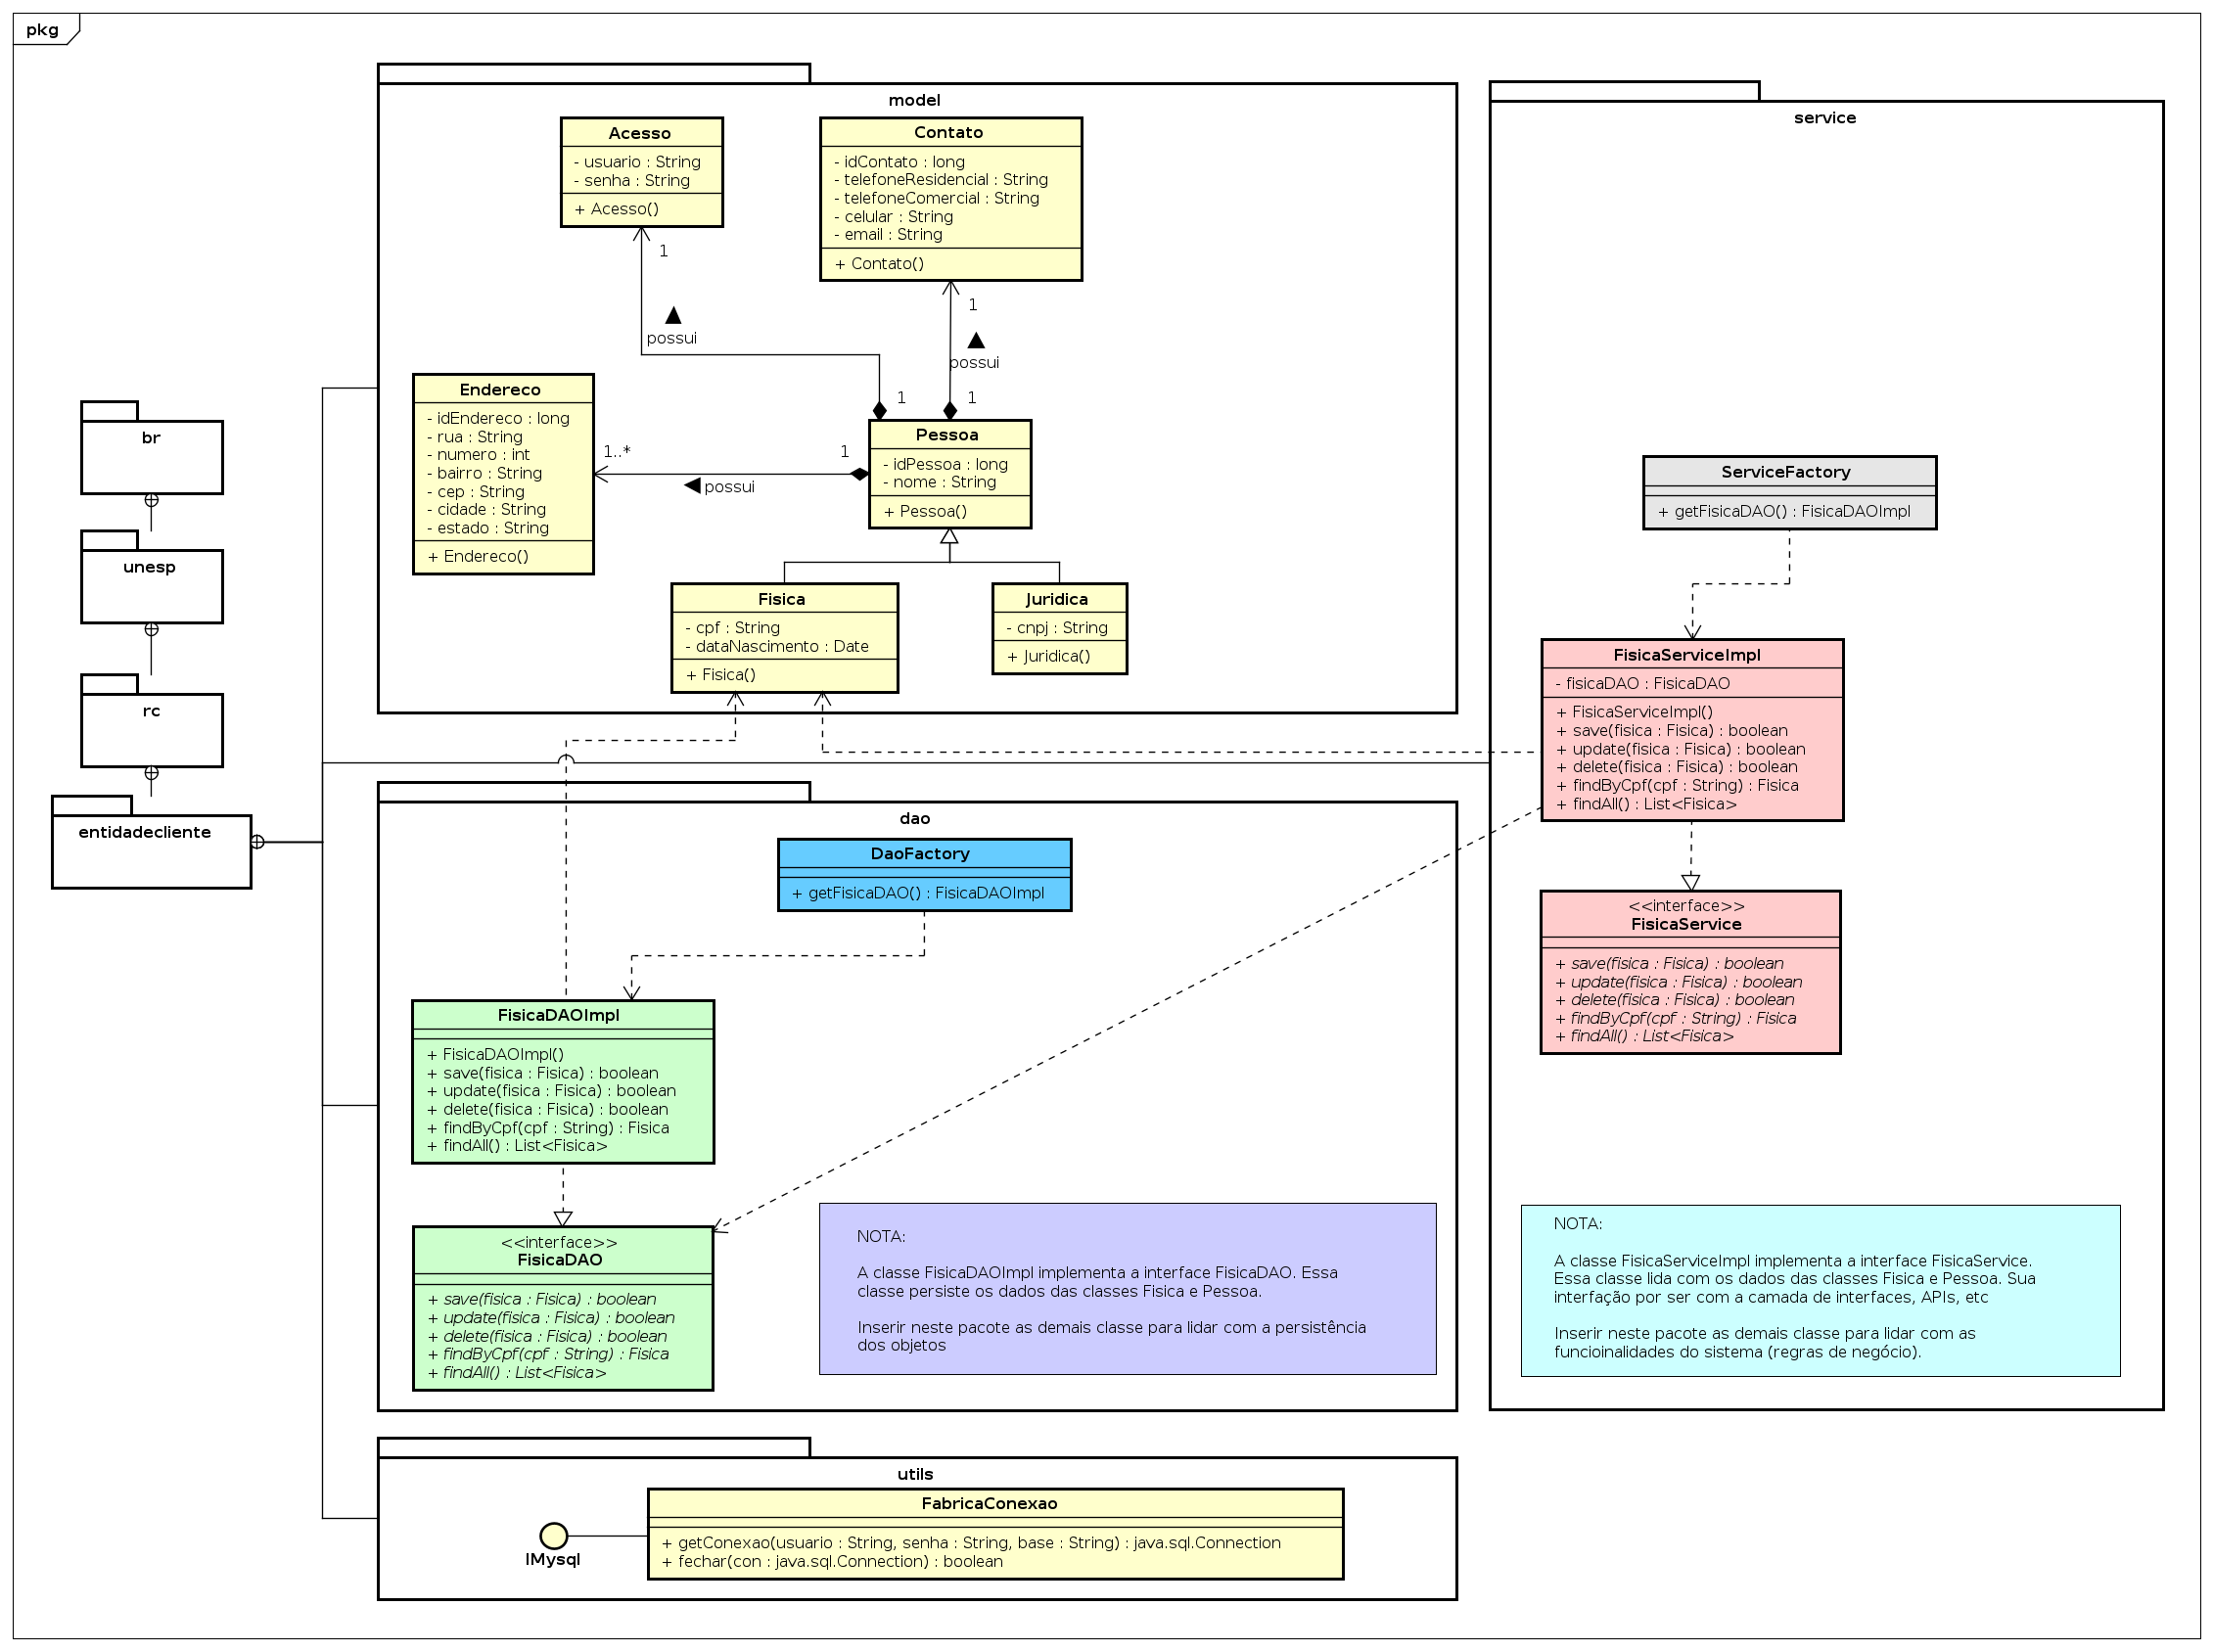 pkg
model
Acesso
- usuario : String
- senha : String
+ Acesso()
Contato
- idContato : long
- telefoneResidencial : String
- telefoneComercial : String
- celular : String
- email : String
+ Contato()
1
1
possui
possui
1
1
Endereco
- idEndereco : long
- rua : String
- numero : int
- bairro : String
- cep : String
- cidade : String
- estado : String
+ Endereco()
1..*
1
possui
Pessoa
- idPessoa : long
- nome : String
+ Pessoa()
Fisica
- cpf : String
- dataNascimento : Date
+ Fisica()
Juridica
- cnpj : String
+ Juridica()
br
unesp
rc
entidadecliente
service
ServiceFactory
+ getFisicaDAO() : FisicaDAOImpl
FisicaServiceImpl
- fisicaDAO : FisicaDAO
+ FisicaServiceImpl()
+ save(fisica : Fisica) : boolean
+ update(fisica : Fisica) : boolean
+ delete(fisica : Fisica) : boolean
+ findByCpf(cpf : String) : Fisica
+ findAll() : List<Fisica>
<<interface>>
FisicaService
+ save(fisica : Fisica) : boolean
+ update(fisica : Fisica) : boolean
+ delete(fisica : Fisica) : boolean
+ findByCpf(cpf : String) : Fisica
+ findAll() : List<Fisica>
NOTA:
A classe FisicaServiceImpl implementa a interface FisicaService.
Essa classe lida com os dados das classes Fisica e Pessoa. Sua
interfação por ser com a camada de interfaces, APIs, etc
Inserir neste pacote as demais classe para lidar com as
funcioinalidades do sistema (regras de negócio).
dao
DaoFactory
+ getFisicaDAO() : FisicaDAOImpl
FisicaDAOImpl
+ FisicaDAOImpl()
+ save(fisica : Fisica) : boolean
+ update(fisica : Fisica) : boolean
+ delete(fisica : Fisica) : boolean
+ findByCpf(cpf : String) : Fisica
+ findAll() : List<Fisica>
<<interface>>
FisicaDAO
+ save(fisica : Fisica) : boolean
+ update(fisica : Fisica) : boolean
+ delete(fisica : Fisica) : boolean
+ findByCpf(cpf : String) : Fisica
+ findAll() : List<Fisica>
NOTA:
A classe FisicaDAOImpl implementa a interface FisicaDAO. Essa
classe persiste os dados das classes Fisica e Pessoa.
Inserir neste pacote as demais classe para lidar com a persistência
dos objetos
utils
IMysql
FabricaConexao
+ getConexao(usuario : String, senha : String, base : String) : java.sql.Connection
+ fechar(con : java.sql.Connection) : boolean